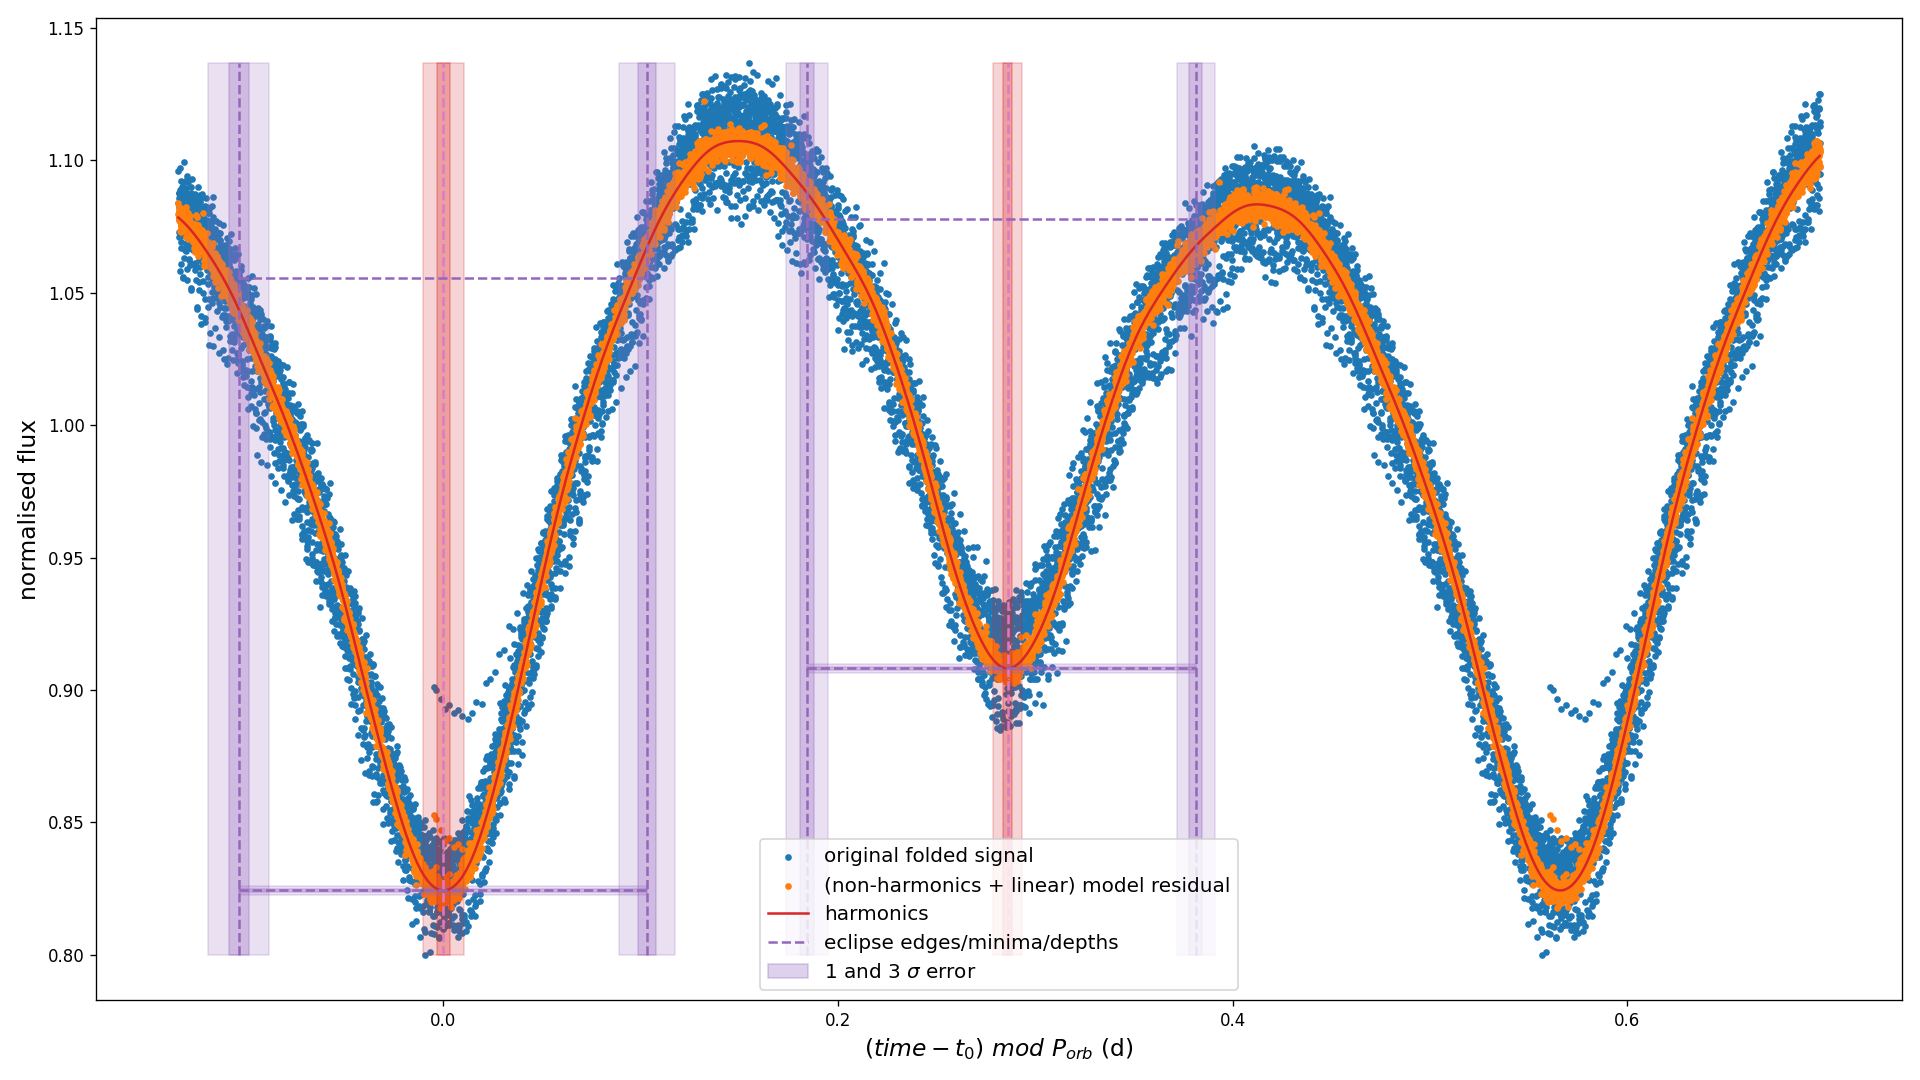 1.15
1.10
1.05
1.00
0.95
0.90
0.85
0.80
normalised flux
original folded signal
(non-harmonics + linear) model residual
harmonics
eclipse edges/minima/depths
1 and 3 σ error
0.0 0.2 0.4 0.6
(time − t₀) mod Pₒᵣb (d)